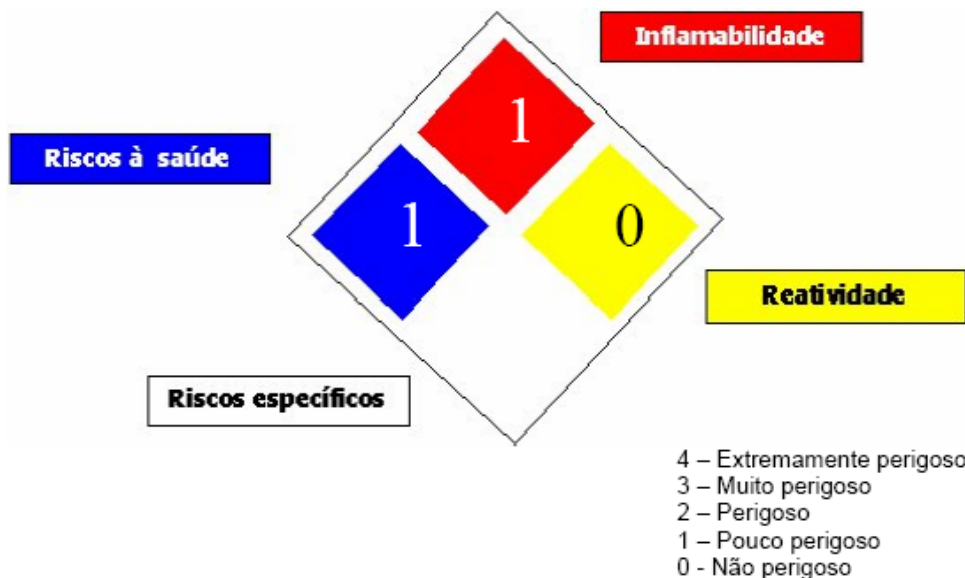 Inflamabilidade
1
Riscos à saúde
1
0
Reatividade
Riscos específicos
4 – Extremamente perigoso
3 – Muito perigoso
2 – Perigoso
1 – Pouco perigoso
0 - Não perigoso